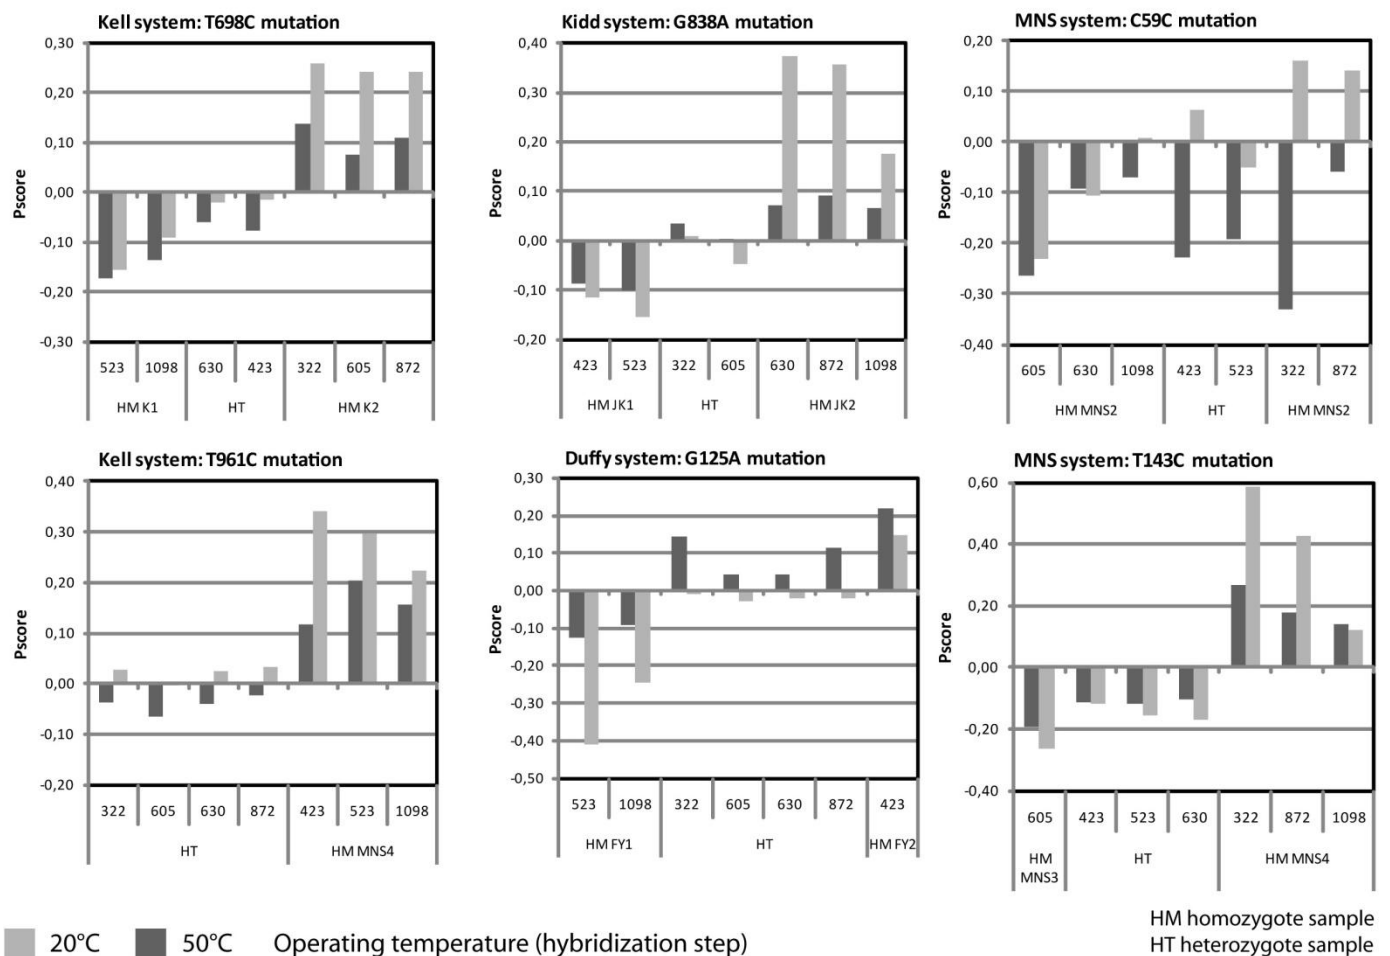 Kell system: T698C mutation
Pscore
0,30
0,20
0,10
0,00
-0,10
-0,20
-0,30
523 1098 630 423 322 605 872
HM K1 HT HM K2
Kidd system: G838A mutation
Pscore
0,40
0,30
0,20
0,10
0,00
-0,10
-0,20
423 523 322 605 630 872 1098
HM JK1 HT HM JK2
MNS system: C59C mutation
Pscore
0,20
0,10
0,00
-0,10
-0,20
-0,30
-0,40
605 630 1098 423 523 322 872
HM MNS2 HT HM MNS2
Kell system: T961C mutation
Pscore
0,40
0,30
0,20
0,10
0,00
-0,10
-0,20
322 605 630 872 423 523 1098
HT HM MNS4
Duffy system: G125A mutation
Pscore
0,30
0,20
0,10
0,00
-0,10
-0,20
-0,30
-0,40
-0,50
523 1098 322 605 630 872 423
HM FY1 HT HM FY2
MNS system: T143C mutation
Pscore
0,60
0,40
0,20
0,00
-0,20
-0,40
605 423 523 630 322 872 1098
HM HT HM MNS4
MNS3
20°C 50°C Operating temperature (hybridization step)
HM homozygote sample
HT heterozygote sample